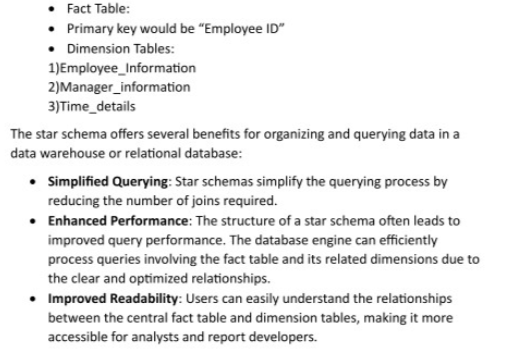 • Fact Table:
• Primary key would be “Employee ID”
• Dimension Tables:
1)Employee_Information
2)Manager_information
3)Time_details
The star schema offers several benefits for organizing and querying data in a
data warehouse or relational database:
• Simplified Querying: Star schemas simplify the querying process by
reducing the number of joins required.
• Enhanced Performance: The structure of a star schema often leads to
improved query performance. The database engine can efficiently
process queries involving the fact table and its related dimensions due to
the clear and optimized relationships.
• Improved Readability: Users can easily understand the relationships
between the central fact table and dimension tables, making it more
accessible for analysts and report developers.